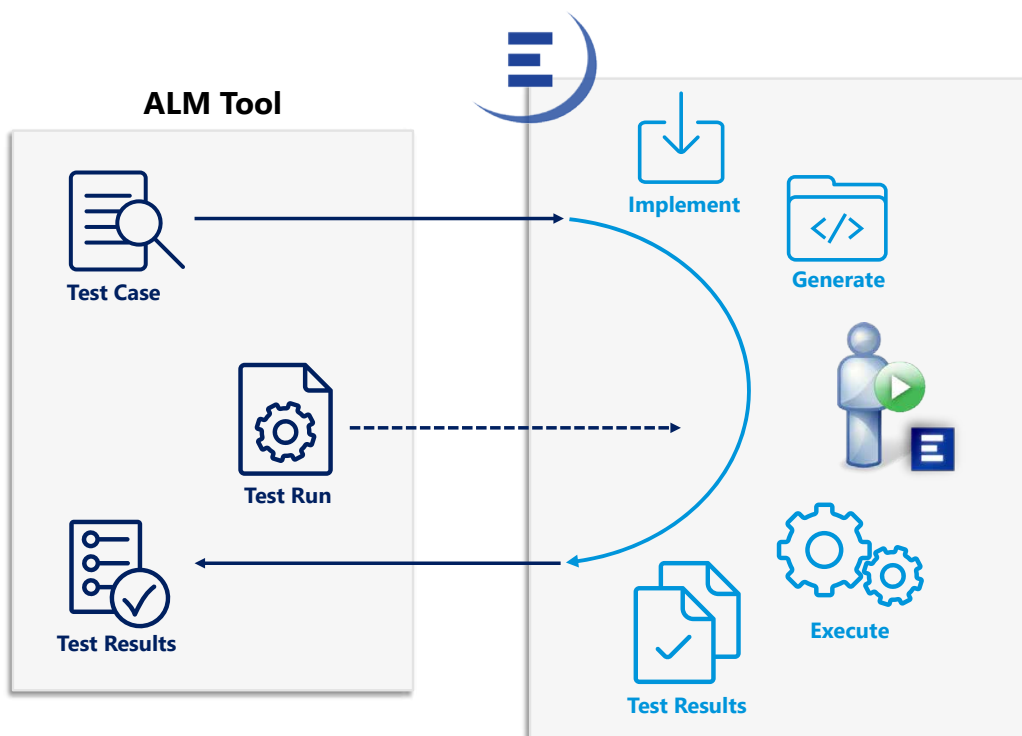 ALM Tool
Test Case
Test Run
Test Results
Implement
</>
Generate
Execute
Test Results